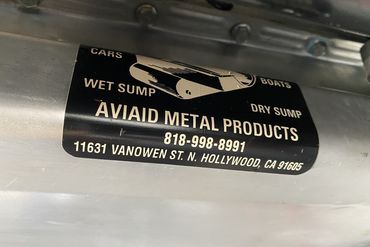 CARS
BOATS
WET SUMP
DRY SUMP
AVIAID METAL PRODUCTS
818-998-8991
11631 VANOWEN ST. N. HOLLYWOOD, CA 91605